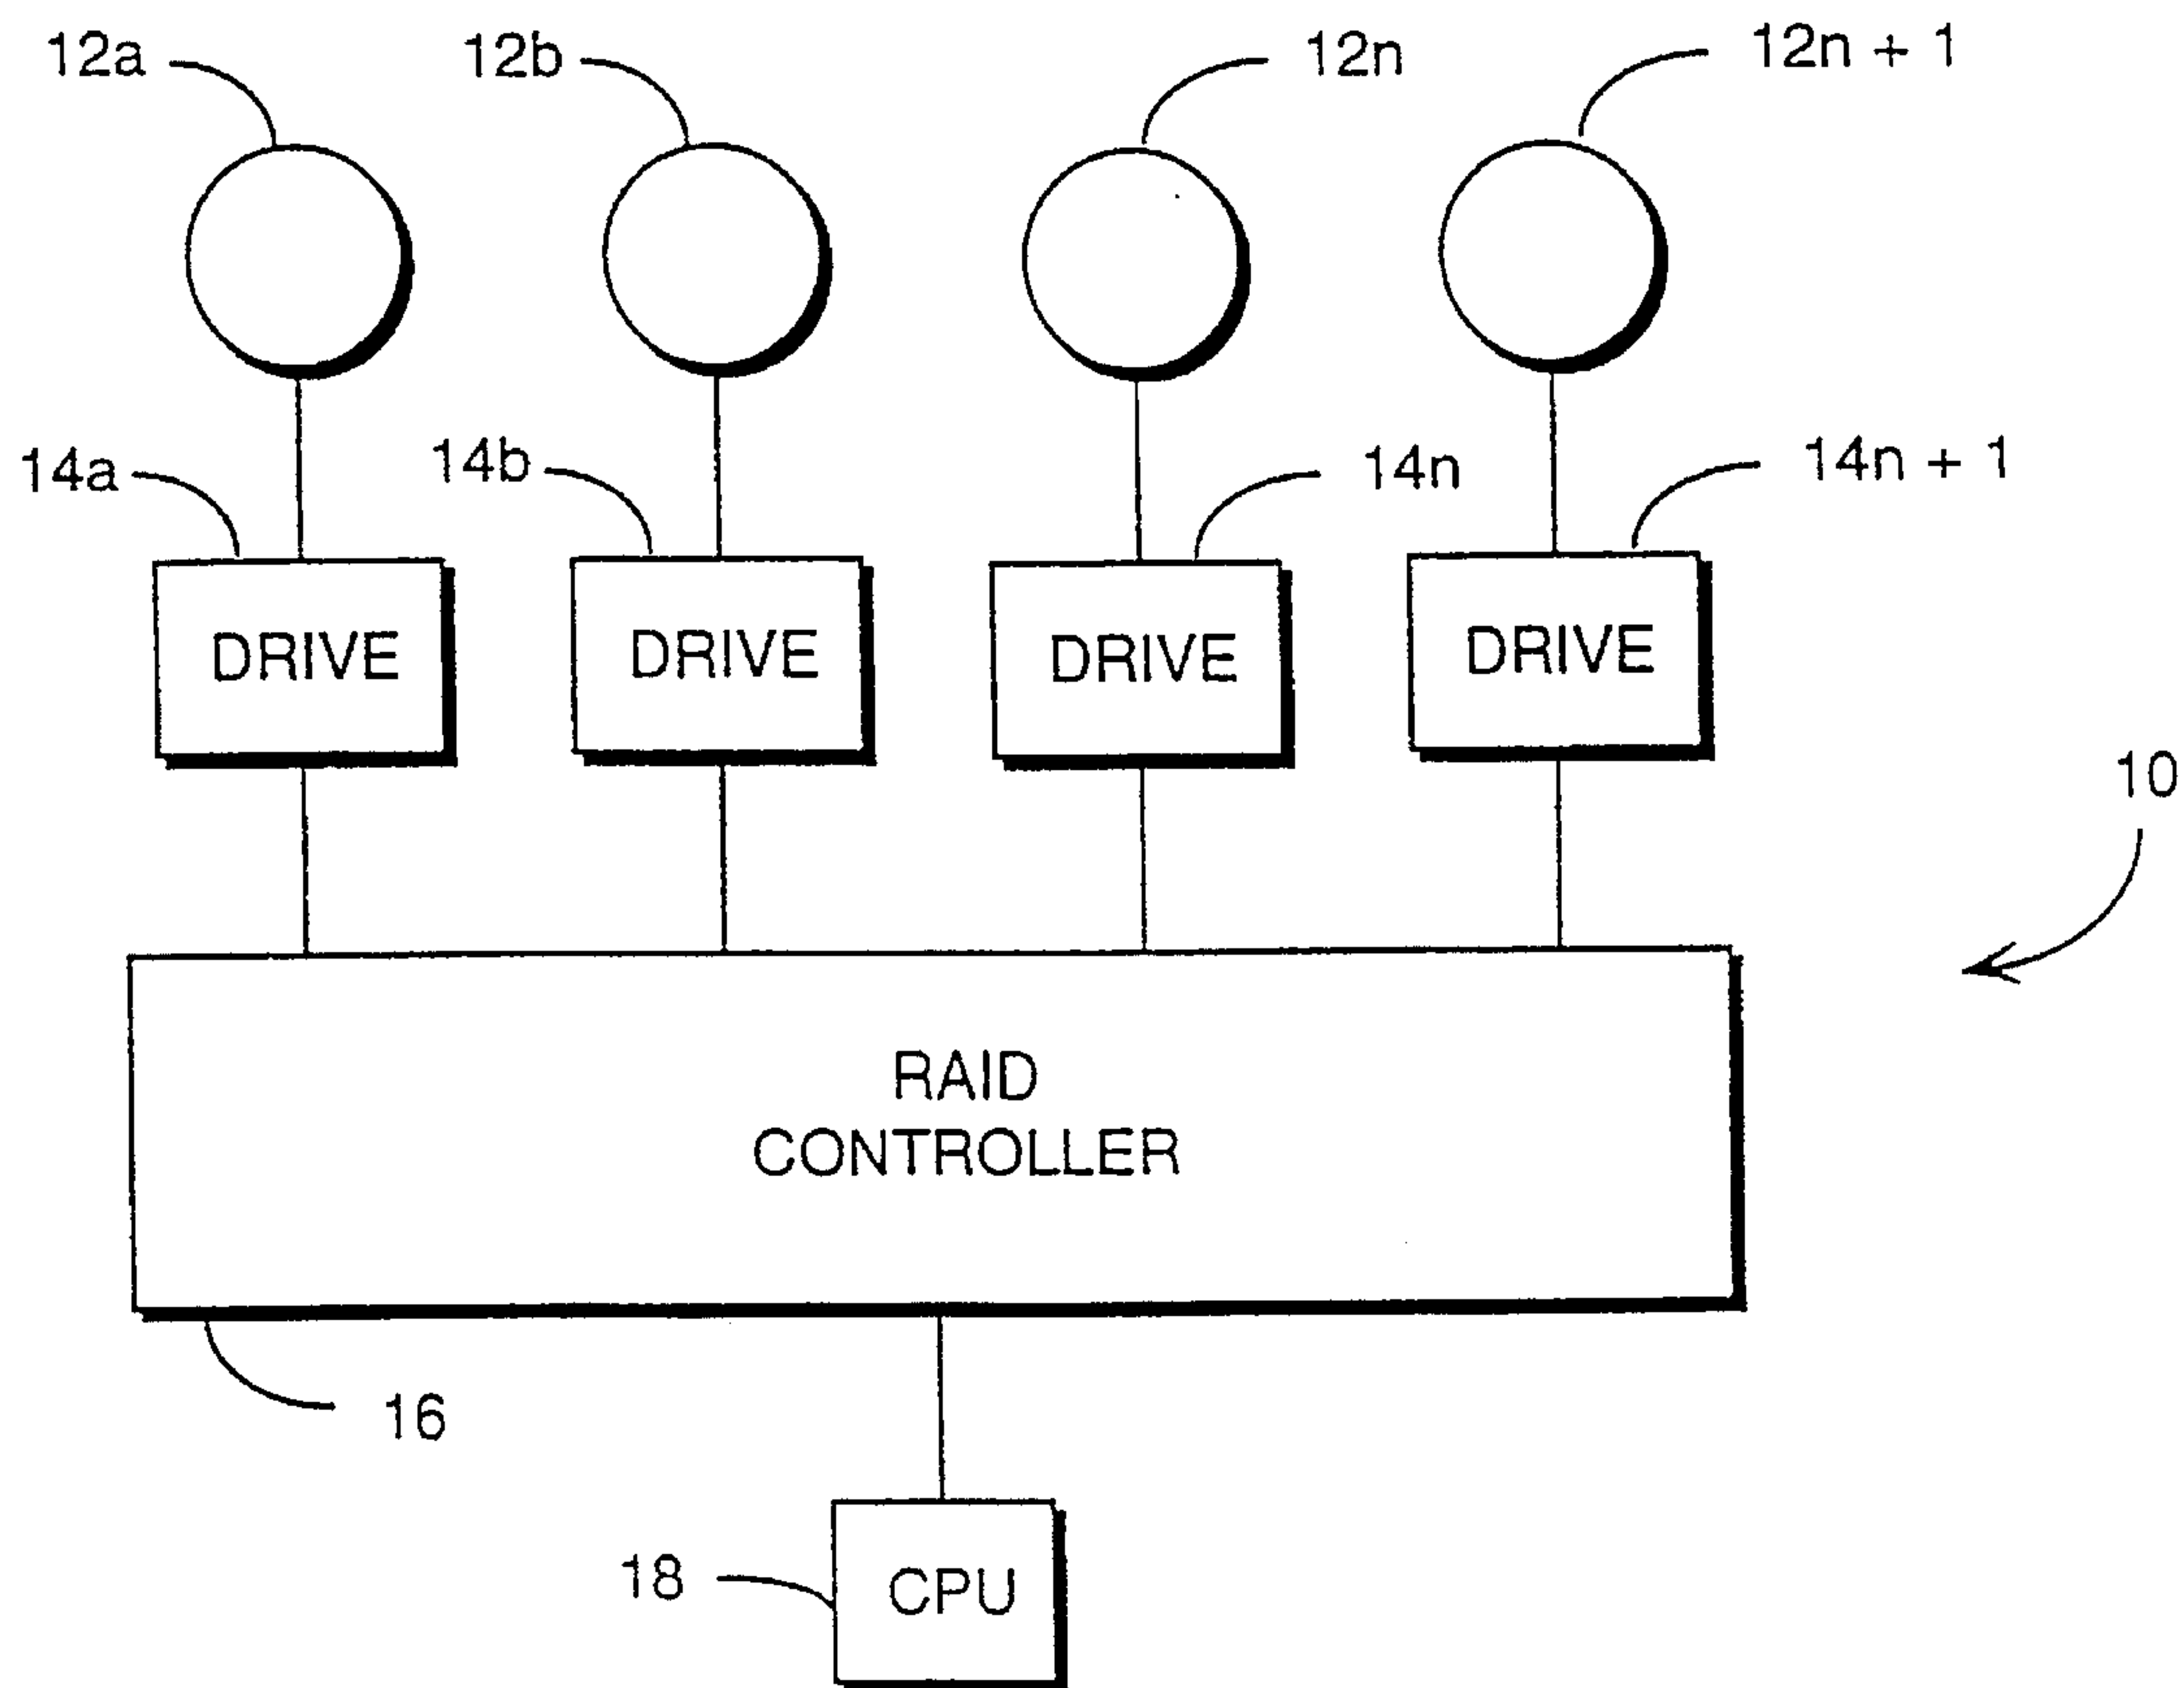 12a
12b
12n
12n + 1
14a
14b
14n
14n + 1
DRIVE
DRIVE
DRIVE
DRIVE
10
RAID
CONTROLLER
16
18
CPU